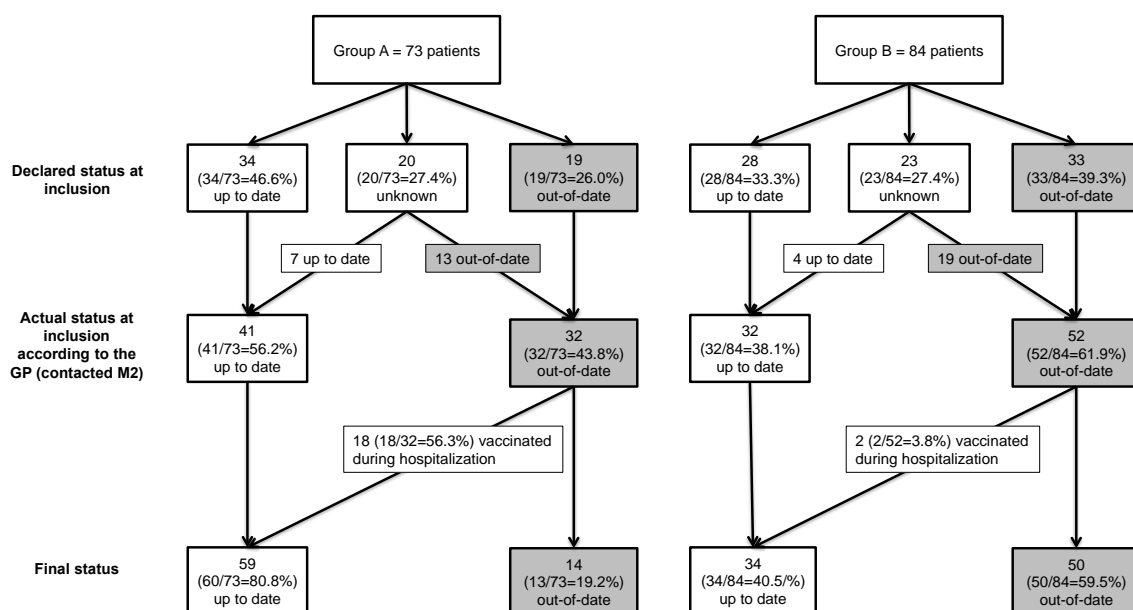 Group A = 73 patients
Group B = 84 patients
Declared status at
inclusion
34
(34/73=46.6%)
up to date
20
(20/73=27.4%)
unknown
19
(19/73=26.0%)
out-of-date
28
(28/84=33.3%)
up to date
23
(23/84=27.4%)
unknown
33
(33/84=39.3%)
out-of-date
7 up to date
13 out-of-date
4 up to date
19 out-of-date
Actual status at
inclusion
according to the
GP (contacted M2)
41
(41/73=56.2%)
up to date
32
(32/73=43.8%)
out-of-date
32
(32/84=38.1%)
up to date
52
(52/84=61.9%)
out-of-date
18 (18/32=56.3%) vaccinated
during hospitalization
2 (2/52=3.8%) vaccinated
during hospitalization
Final status
59
(60/73=80.8%)
up to date
14
(13/73=19.2%)
out-of-date
34
(34/84=40.5/%)
up to date
50
(50/84=59.5%)
out-of-date